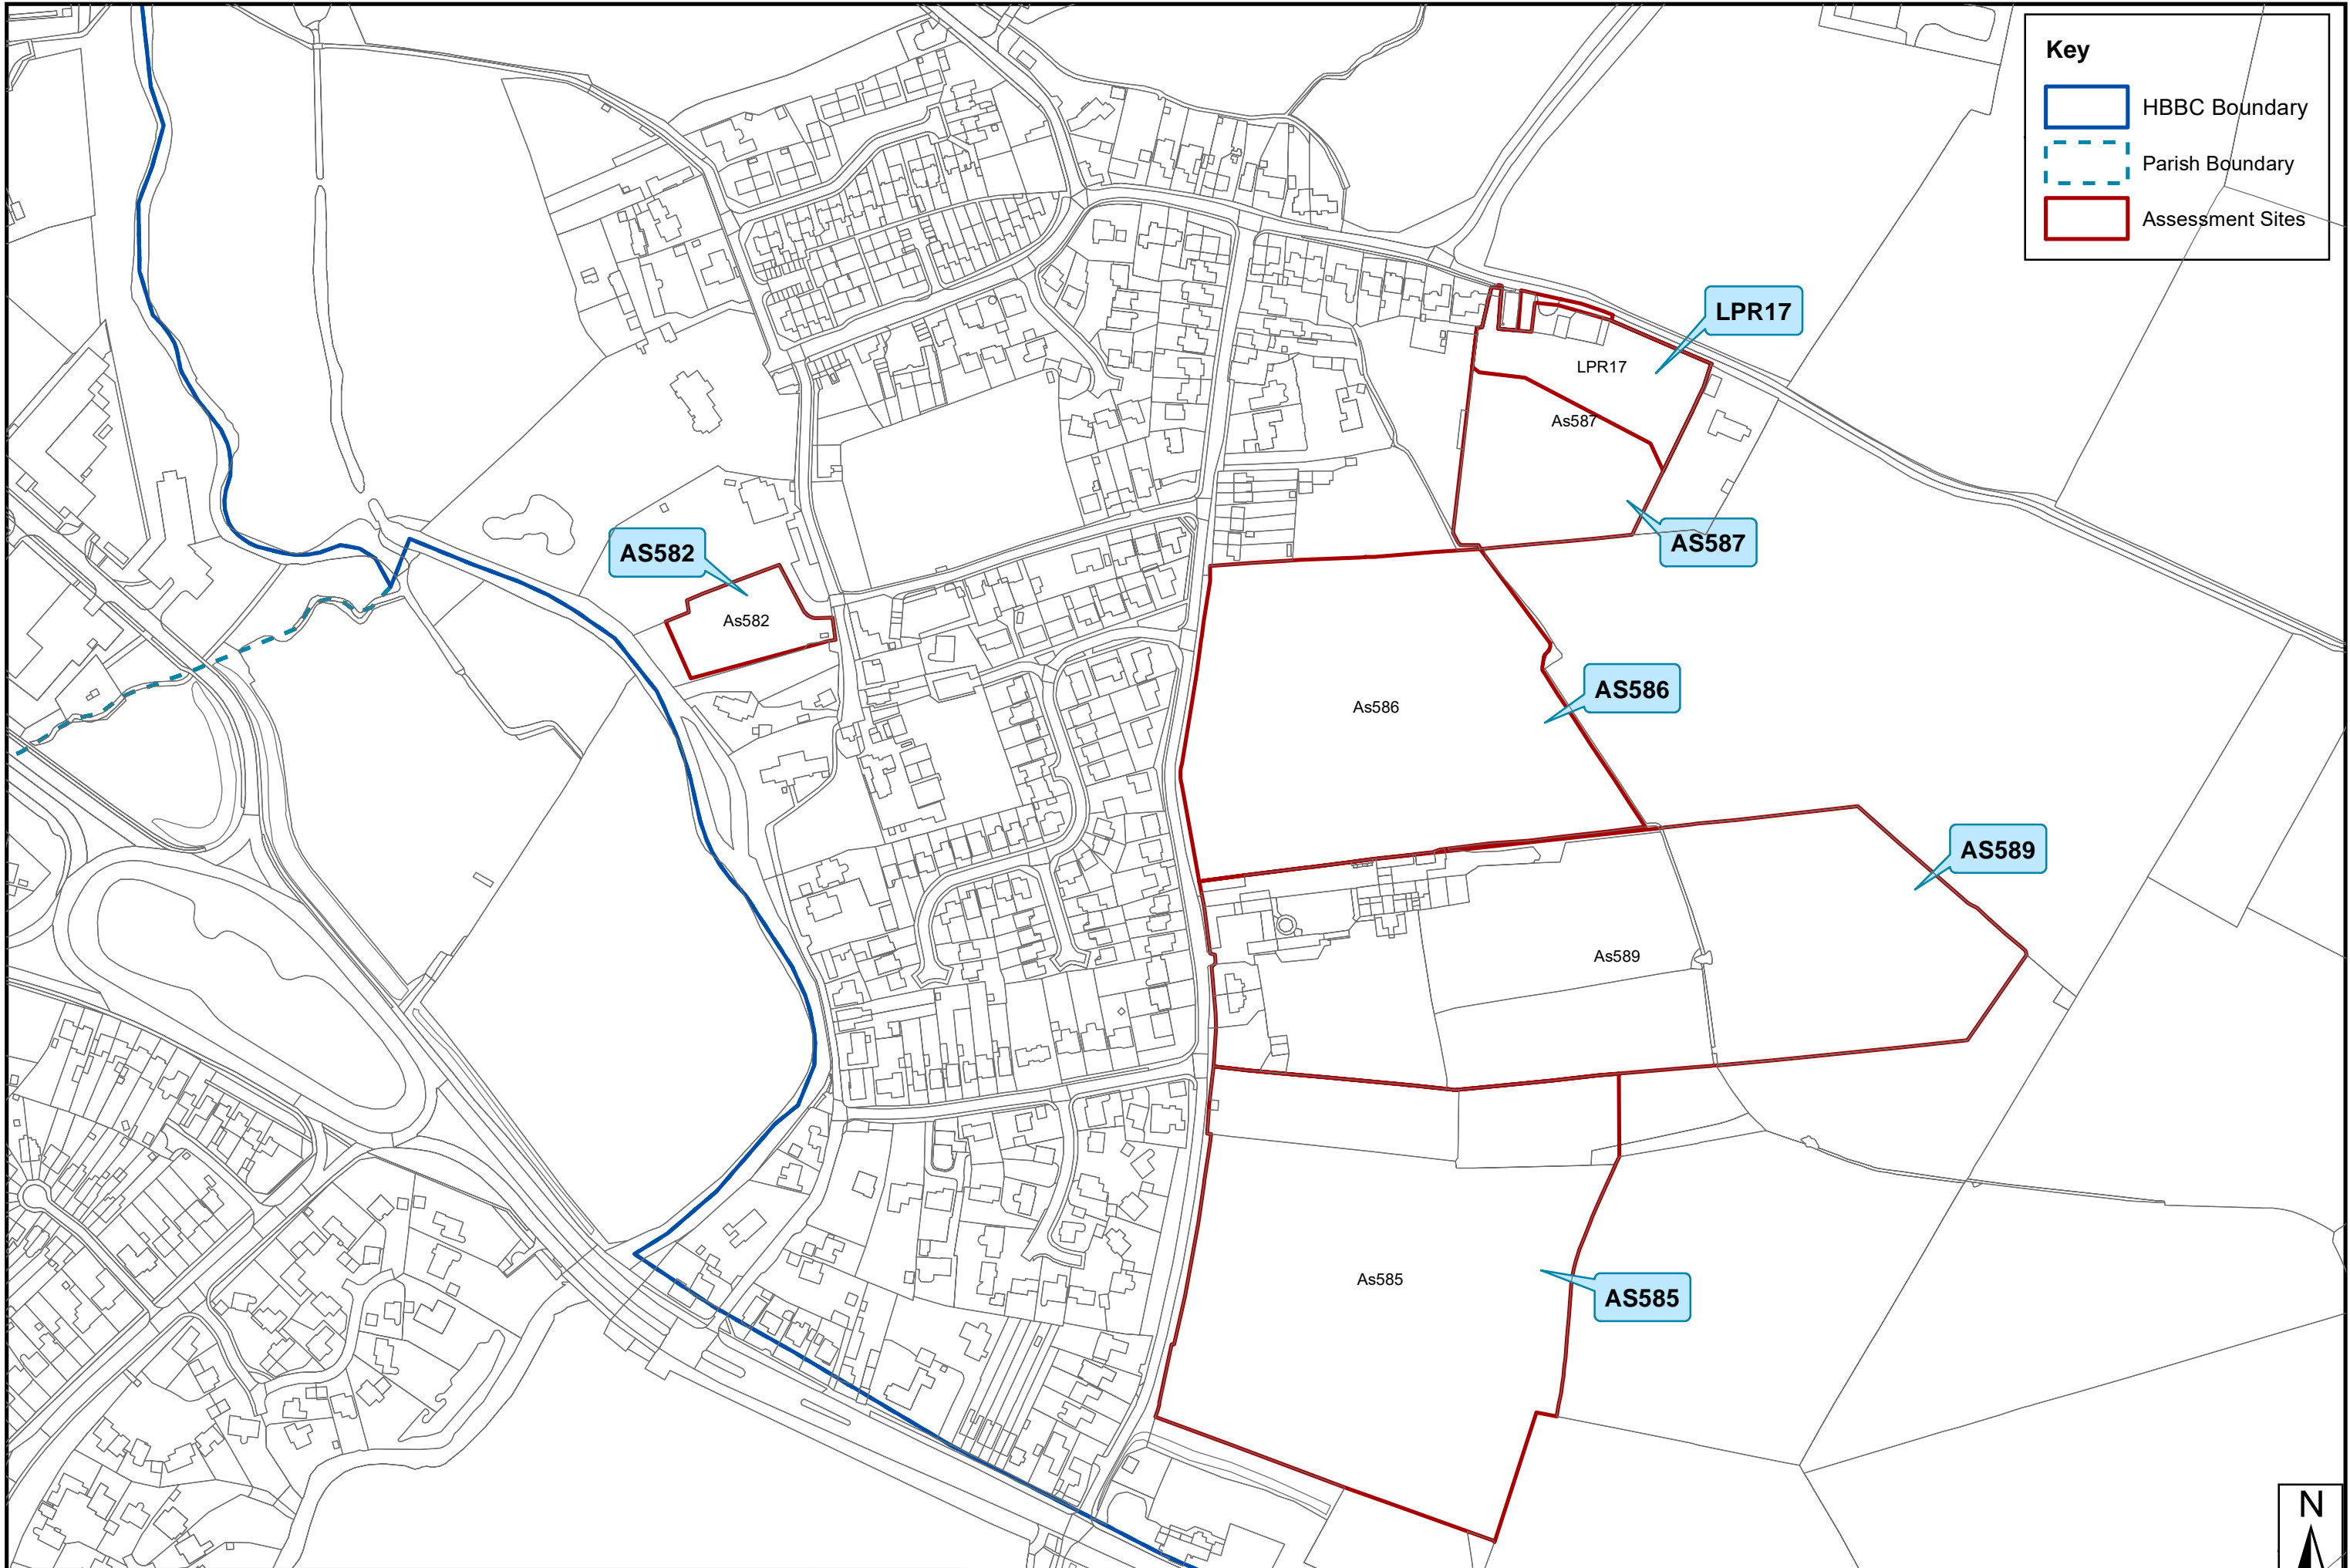 Key
HBBC Boundary
Parish Boundary
Assessment Sites
LPR17
LPR17
As587
AS587
AS582
As582
AS586
As586
AS589
As589
As585
AS585
N